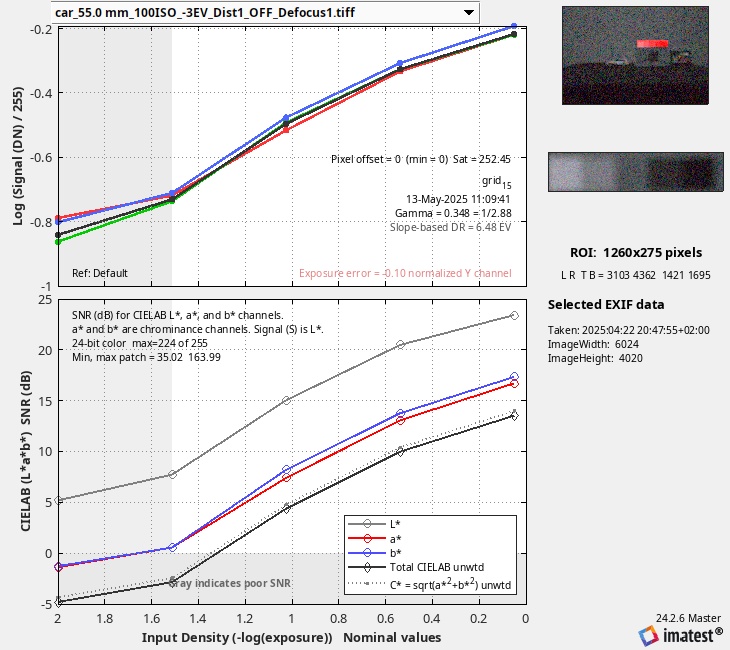 car_55.0 mm_100ISO_-3EV_Dist1_OFF_Defocus1.tiff
-0.2
-0.4
-0.6
-0.8
-1
Log (Signal (DN) / 255)
Pixel offset = 0 (min = 0) Sat = 252.45
grid15
13-May-2025 11:09:41
Gamma = 0.348 = 1/2.88
Slope-based DR = 6.48 EV
Ref: Default
Exposure error = -0.10 normalized Y channel
25
20
15
10
5
0
-5
CIELAB (L*a*b*) SNR (dB)
SNR (dB) for CIELAB L*, a*, and b* channels.
a* and b* are chrominance channels. Signal (S) is L*.
24-bit color max=224 of 255
Min, max patch = 35.02 163.99
L*
a*
b*
Total CIELAB unwtd
C* = sqrt(a*2+b*2) unwtd
ray indicates poor SNR
2 1.8 1.6 1.4 1.2 1 0.8 0.6 0.4 0.2 0
Input Density (-log(exposure)) Nominal values
ROI: 1260x275 pixels
L R T B = 3103 4362 1421 1695
Selected EXIF data
Taken: 2025:04:22 20:47:55+02:00
ImageWidth: 6024
ImageHeight: 4020
24.2.6 Master
imatest®